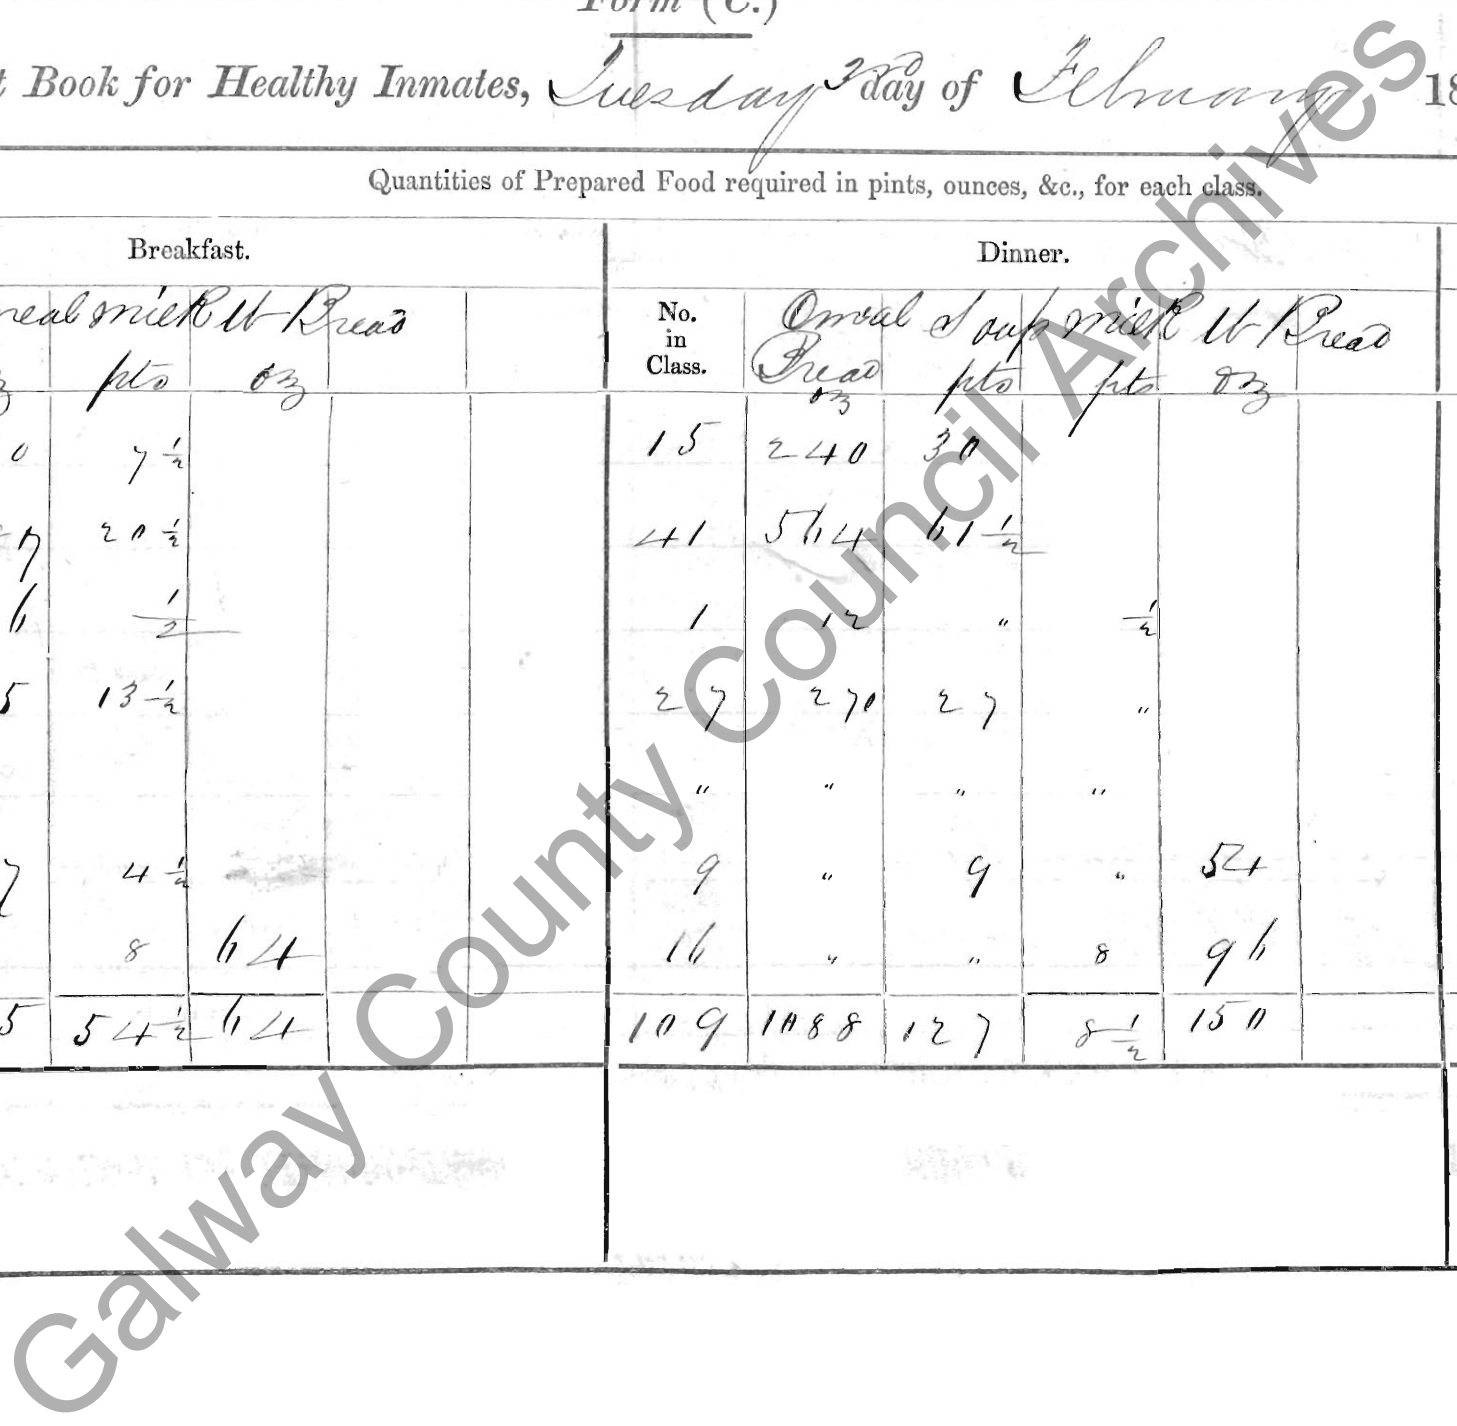 Form (C.)
t Book for Healthy Inmates, Tuesday 3rd day of February 18
Quantities of Prepared Food required in pints, ounces, &c., for each class.
Breakfast. Dinner.
meal milk W Bread No. in Class. Omeal Bread Soup milk W Bread
pts oz oz pts pts oz
0 7 1/2 15 240 30
7 20 1/2 41 564 61 1/2
6 1/2 1 12 " 1/2
5 13 1/2 27 270 27 "
" " " "
7 4 1/2 9 " 9 " 54
8 64 16 " " 8 96
5 54 1/2 64 109 1088 127 8 1/2 150
Galway County Council Archives